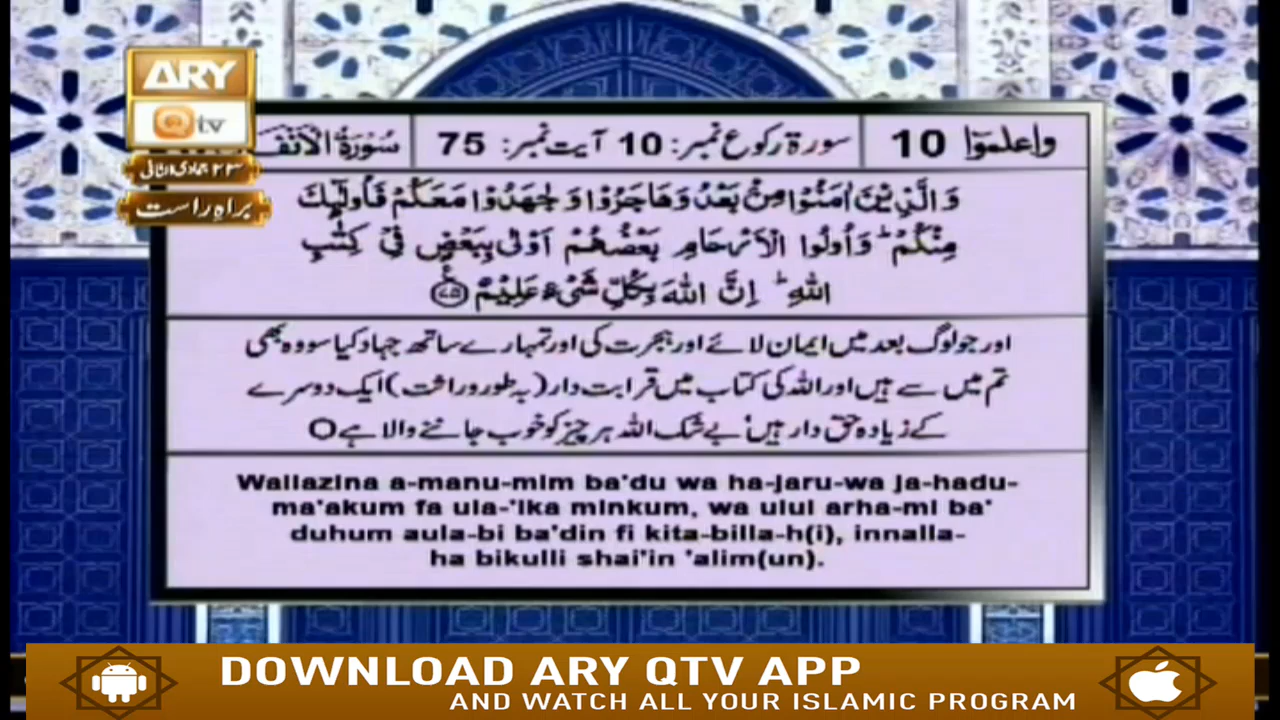 ARY
Qtv
۲۳ جمادی الثانی
براہِ راست
سُوْرَةُ الْاَنْفَ
سورۃ رکوع نمبر: 10 آیت نمبر: 75
واعلموٓا 10
وَالَّذِيْنَ اٰمَنُوْا مِنْۢ بَعْدُ وَهَاجَرُوْا وَجٰهَدُوْا مَعَكُمْ فَاُولٰٓئِكَ
مِنْكُمْ ؕ وَاُولُوا الْاَرْحَامِ بَعْضُهُمْ اَوْلٰى بِبَعْضٍ فِيْ كِتٰبِ
اللّٰهِ ؕ اِنَّ اللّٰهَ بِكُلِّ شَيْءٍ عَلِيْمٌ ۷۵
اور جو لوگ بعد میں ایمان لائے اور ہجرت کی اور تمہارے ساتھ جہاد کیا سو وہ بھی
تم میں سے ہیں اور اللہ کی کتاب میں قرابت دار (بہ طور وراثت) ایک دوسرے
کے زیادہ حق دار ہیں' بے شک اللہ ہر چیز کو خوب جاننے والا ہے O
Wallazina a-manu-mim ba'du wa ha-jaru-wa ja-hadu-
ma'akum fa ula-'ika minkum, wa ulul arha-mi ba'
duhum aula-bi ba'din fi kita-billa-h(i), innalla-
ha bikulli shai'in 'alim(un).
DOWNLOAD ARY QTV APP
AND WATCH ALL YOUR ISLAMIC PROGRAM